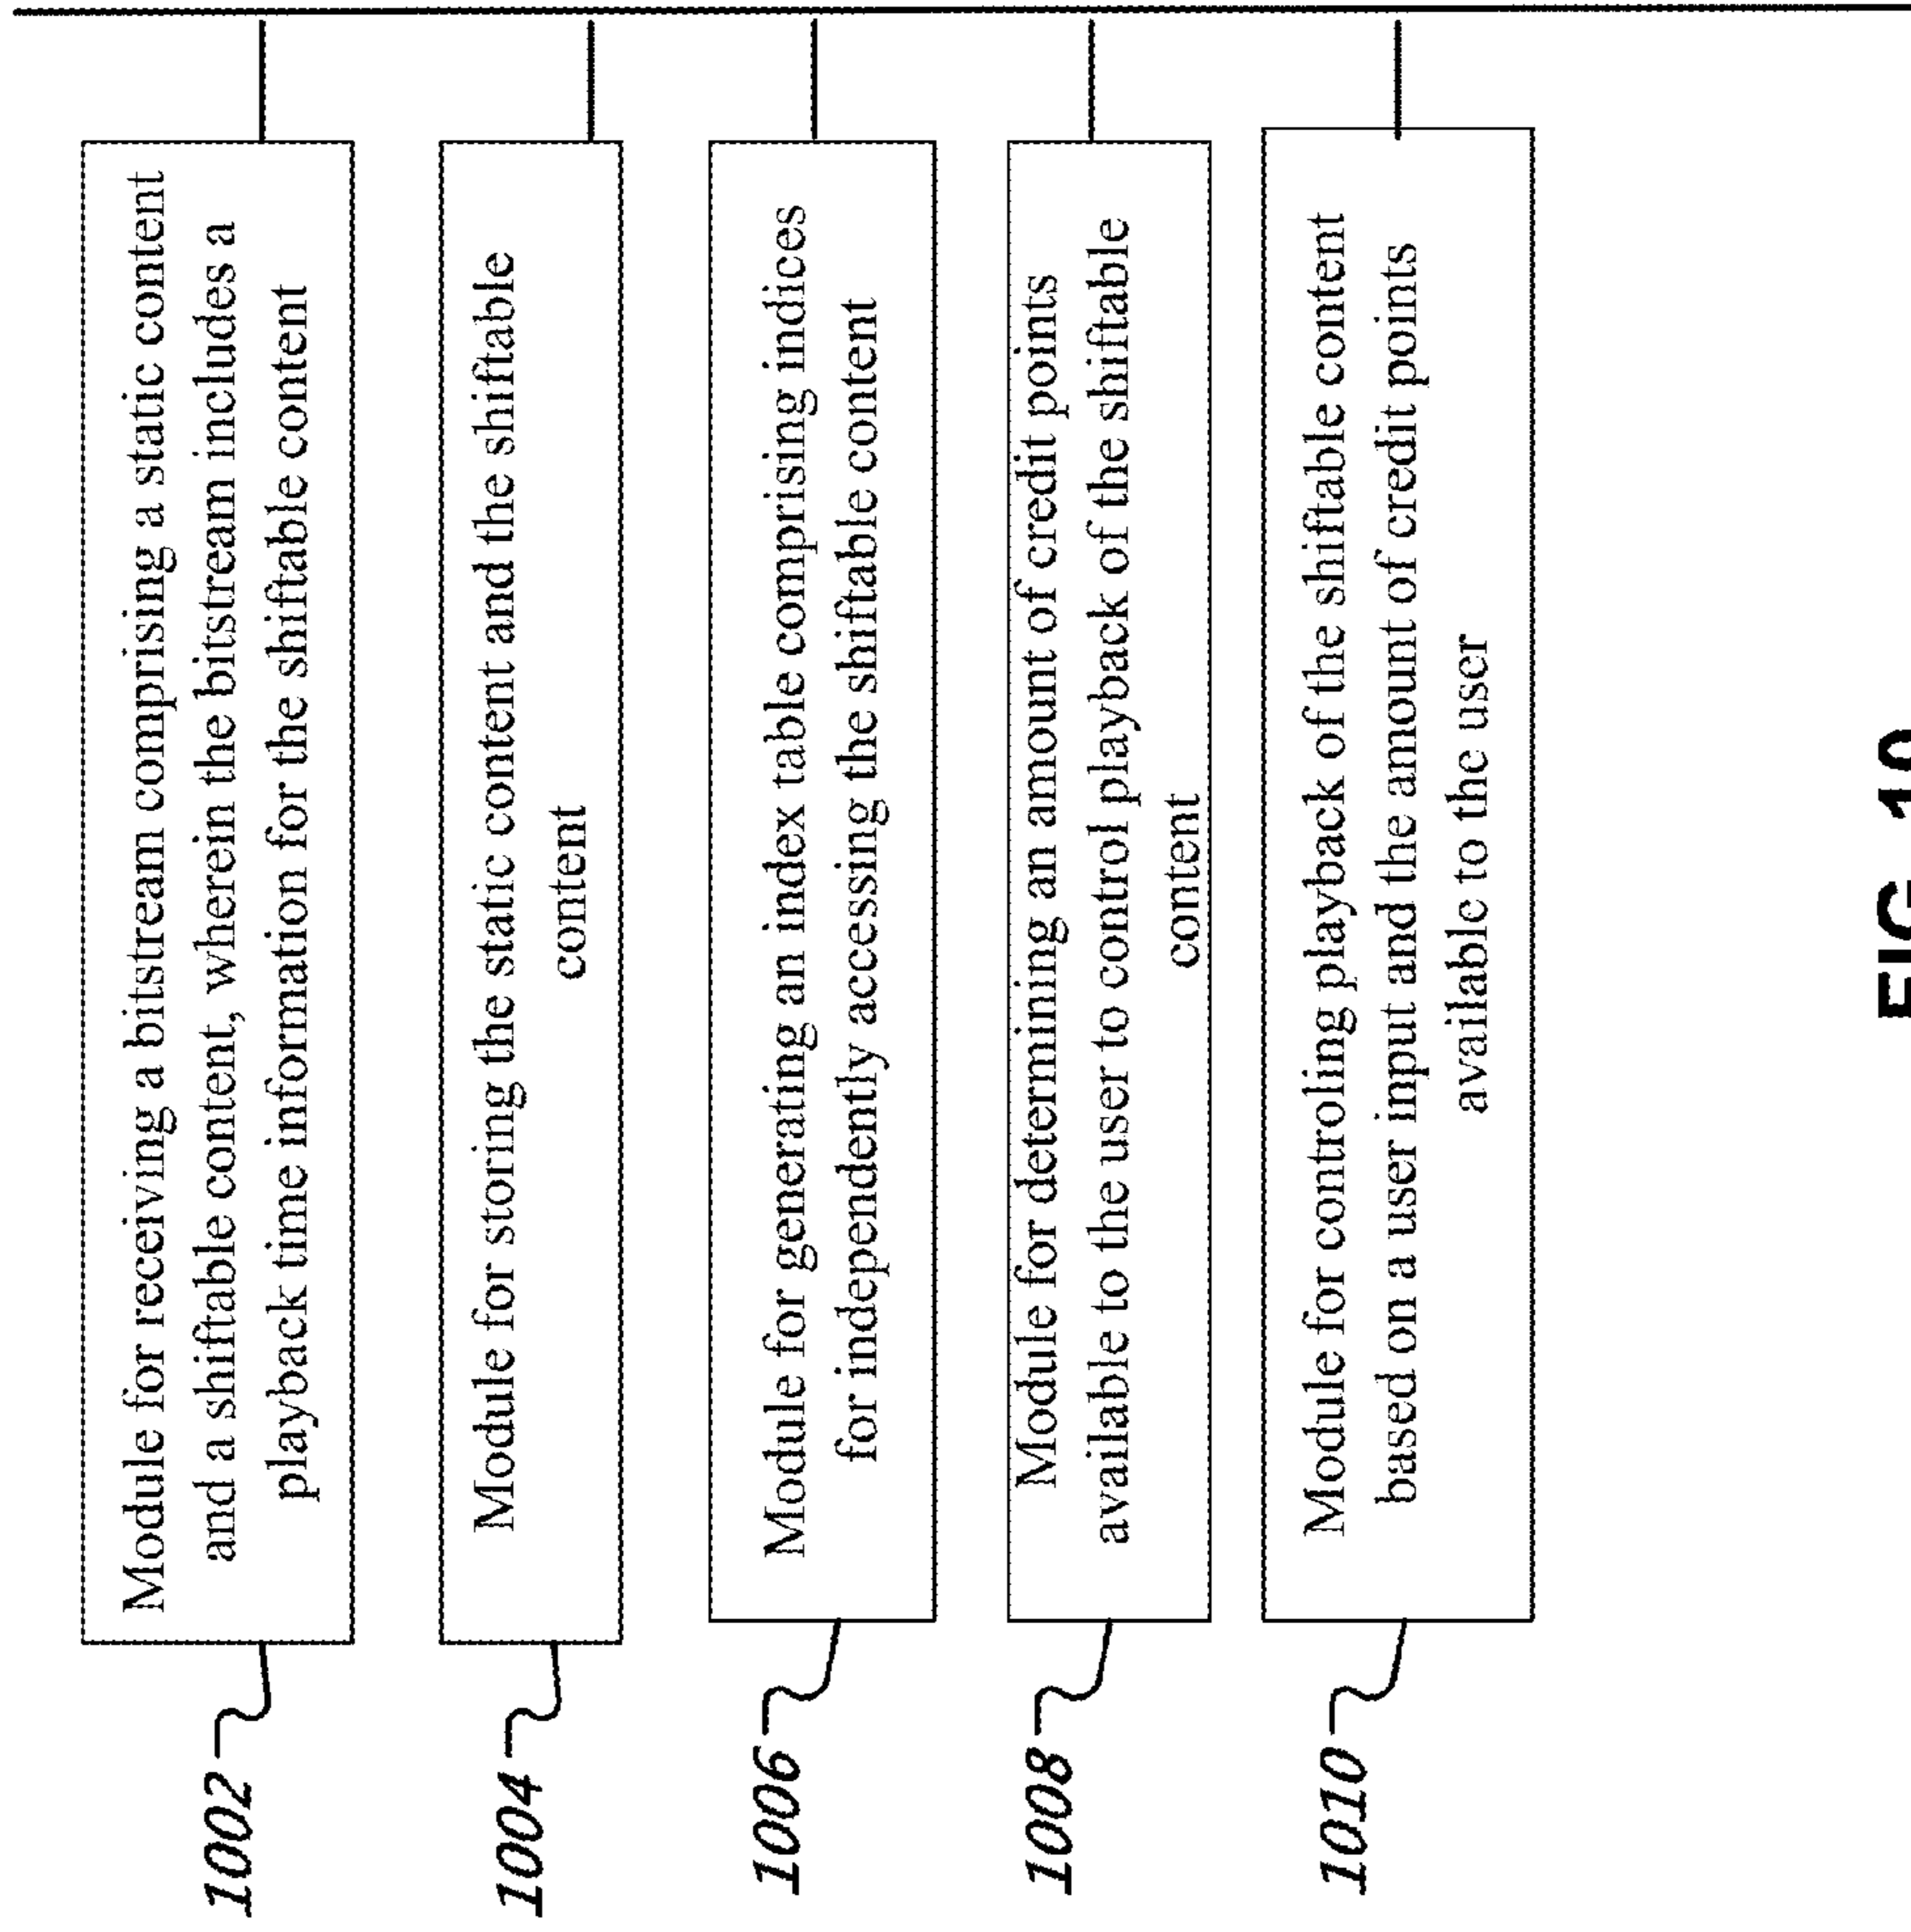 1002
Module for receiving a bitstream comprising a static content
and a shiftable content, wherein the bitstream includes a
playback time information for the shiftable content
1004
Module for storing the static content and the shiftable
content
1006
Module for generating an index table comprising indices
for independently accessing the shiftable content
1008
Module for determining an amount of credit points
available to the user to control playback of the shiftable
content
1010
Module for controling playback of the shiftable content
based on a user input and the amount of credit points
available to the user
FIG 10